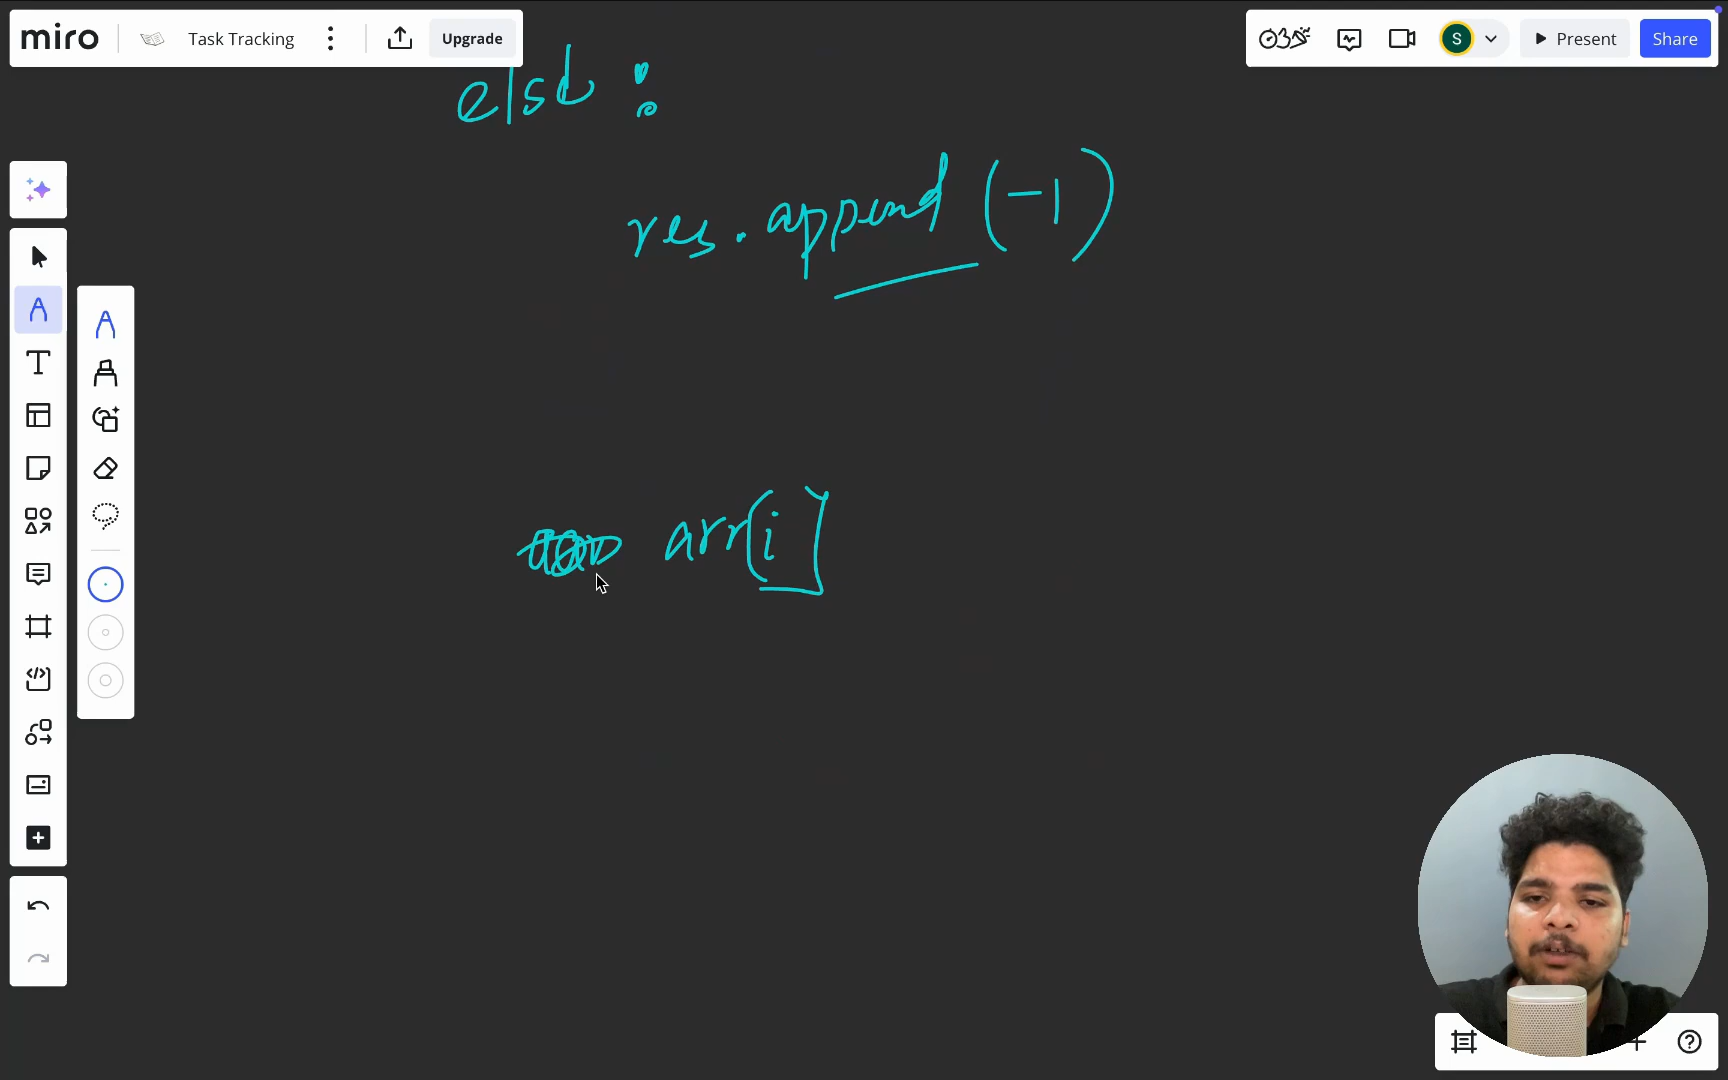 miro Task Tracking Upgrade S Present Share
else :
res.append (-1)
arr[i]